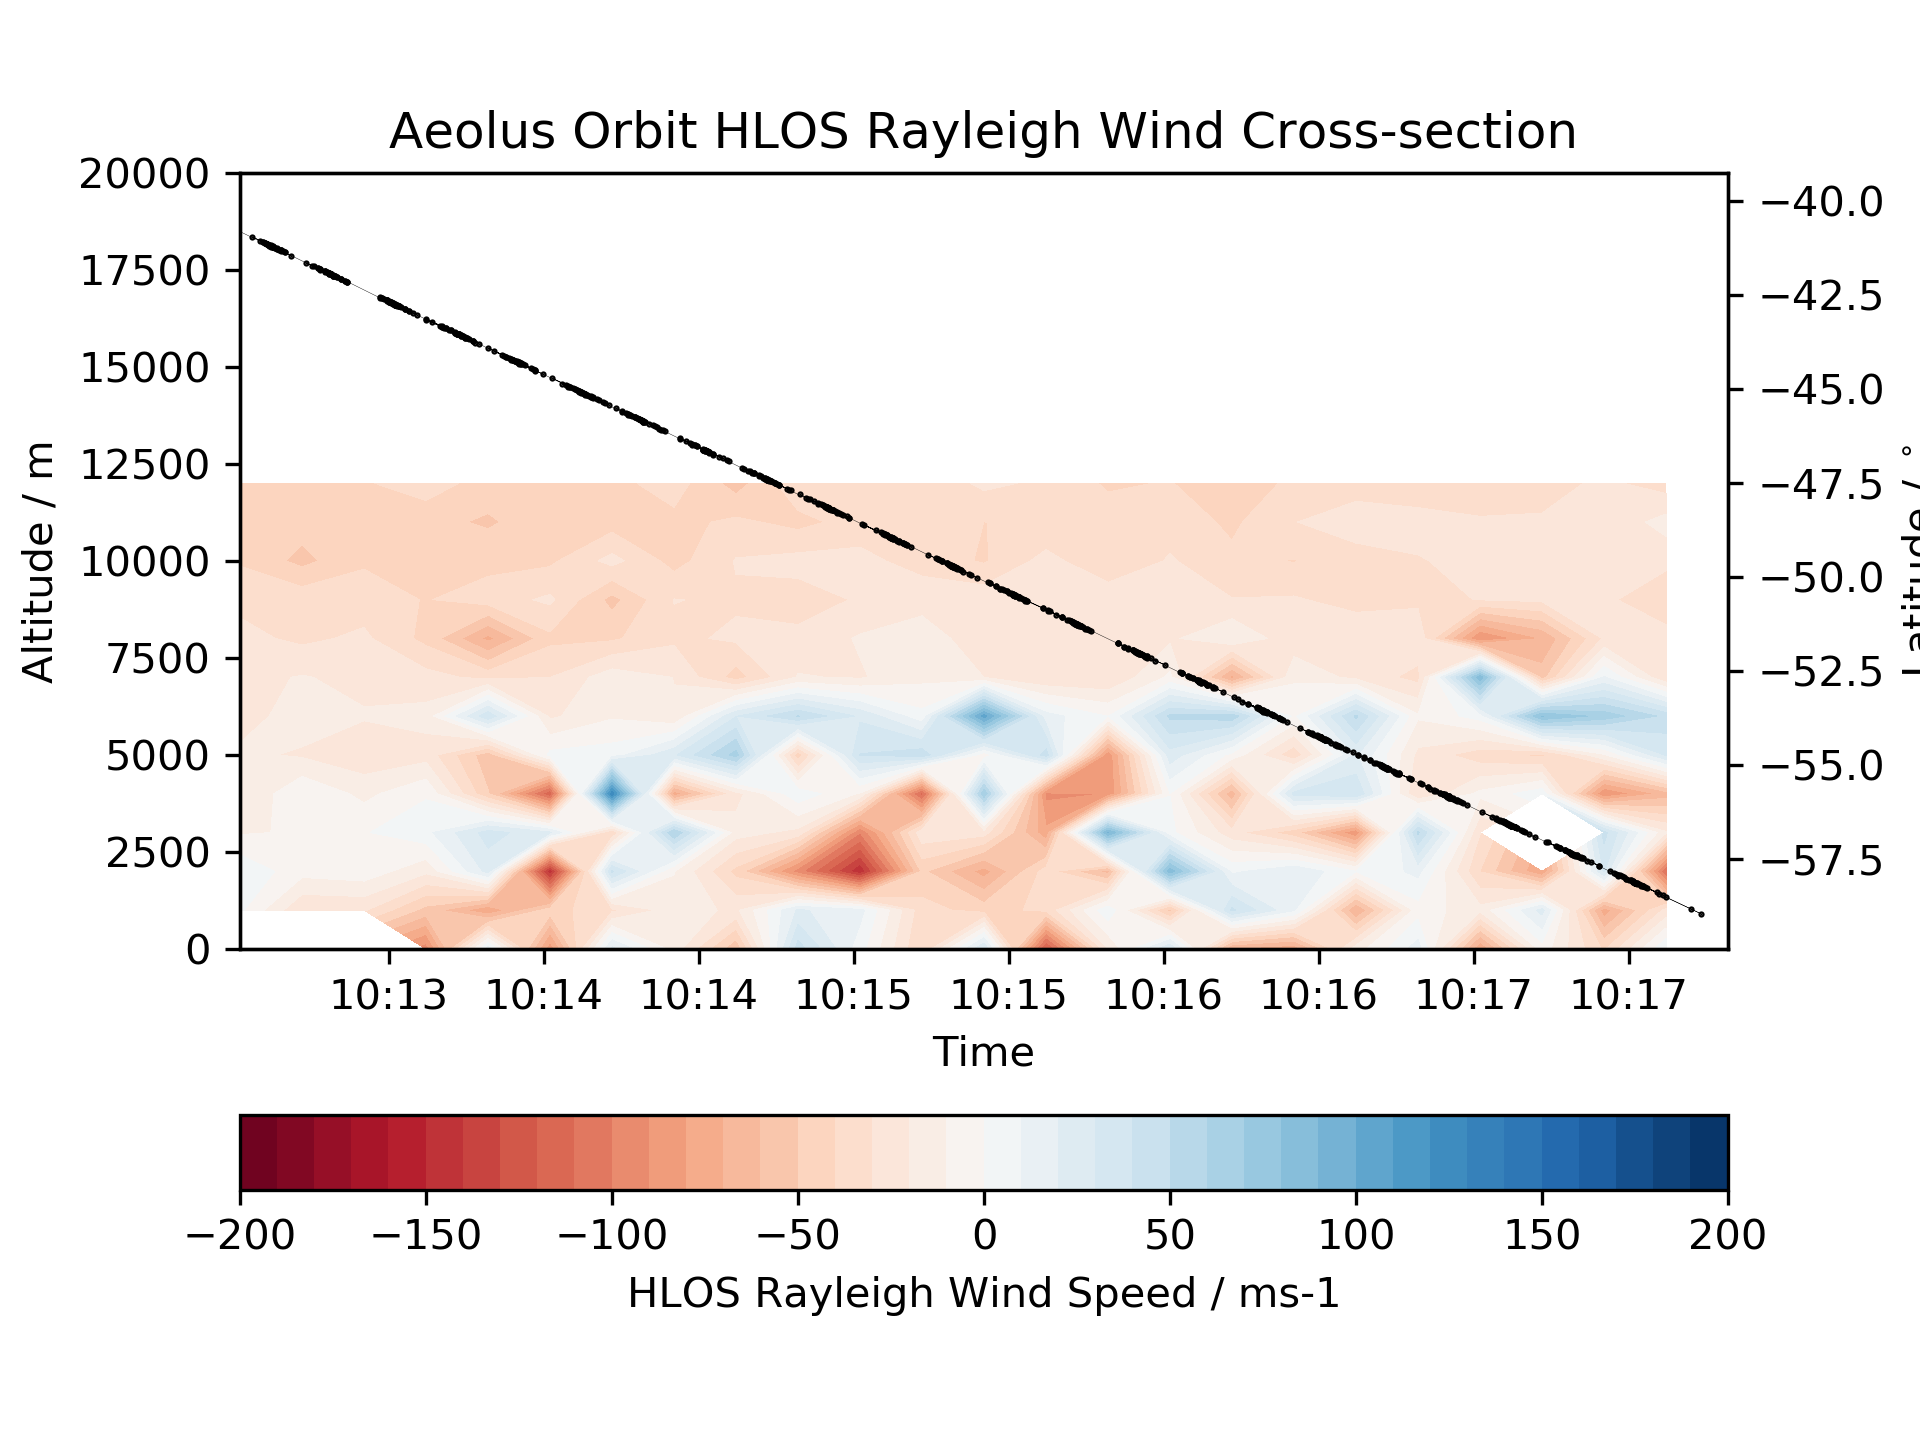 Aeolus Orbit HLOS Rayleigh Wind Cross-section
20000
17500
15000
12500
10000
7500
5000
2500
0
Altitude / m
−40.0
−42.5
−45.0
−47.5
−50.0
−52.5
−55.0
−57.5
Latitude / °
10:13 10:14 10:14 10:15 10:15 10:16 10:16 10:17 10:17
Time
−200 −150 −100 −50 0 50 100 150 200
HLOS Rayleigh Wind Speed / ms-1